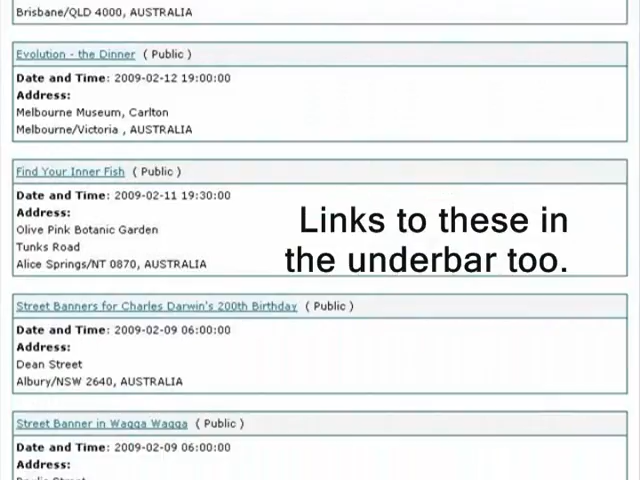 Brisbane/QLD 4000, AUSTRALIA
Evolution - the Dinner ( Public )
Date and Time: 2009-02-12 19:00:00
Address:
Melbourne Museum, Carlton
Melbourne/Victoria , AUSTRALIA
Find Your Inner Fish ( Public )
Date and Time: 2009-02-11 19:30:00
Address:
Olive Pink Botanic Garden
Tunks Road
Alice Springs/NT 0870, AUSTRALIA
Links to these in
the underbar too.
Street Banners for Charles Darwin's 200th Birthday ( Public )
Date and Time: 2009-02-09 06:00:00
Address:
Dean Street
Albury/NSW 2640, AUSTRALIA
Street Banner in Wagga Wagga ( Public )
Date and Time: 2009-02-09 06:00:00
Address: